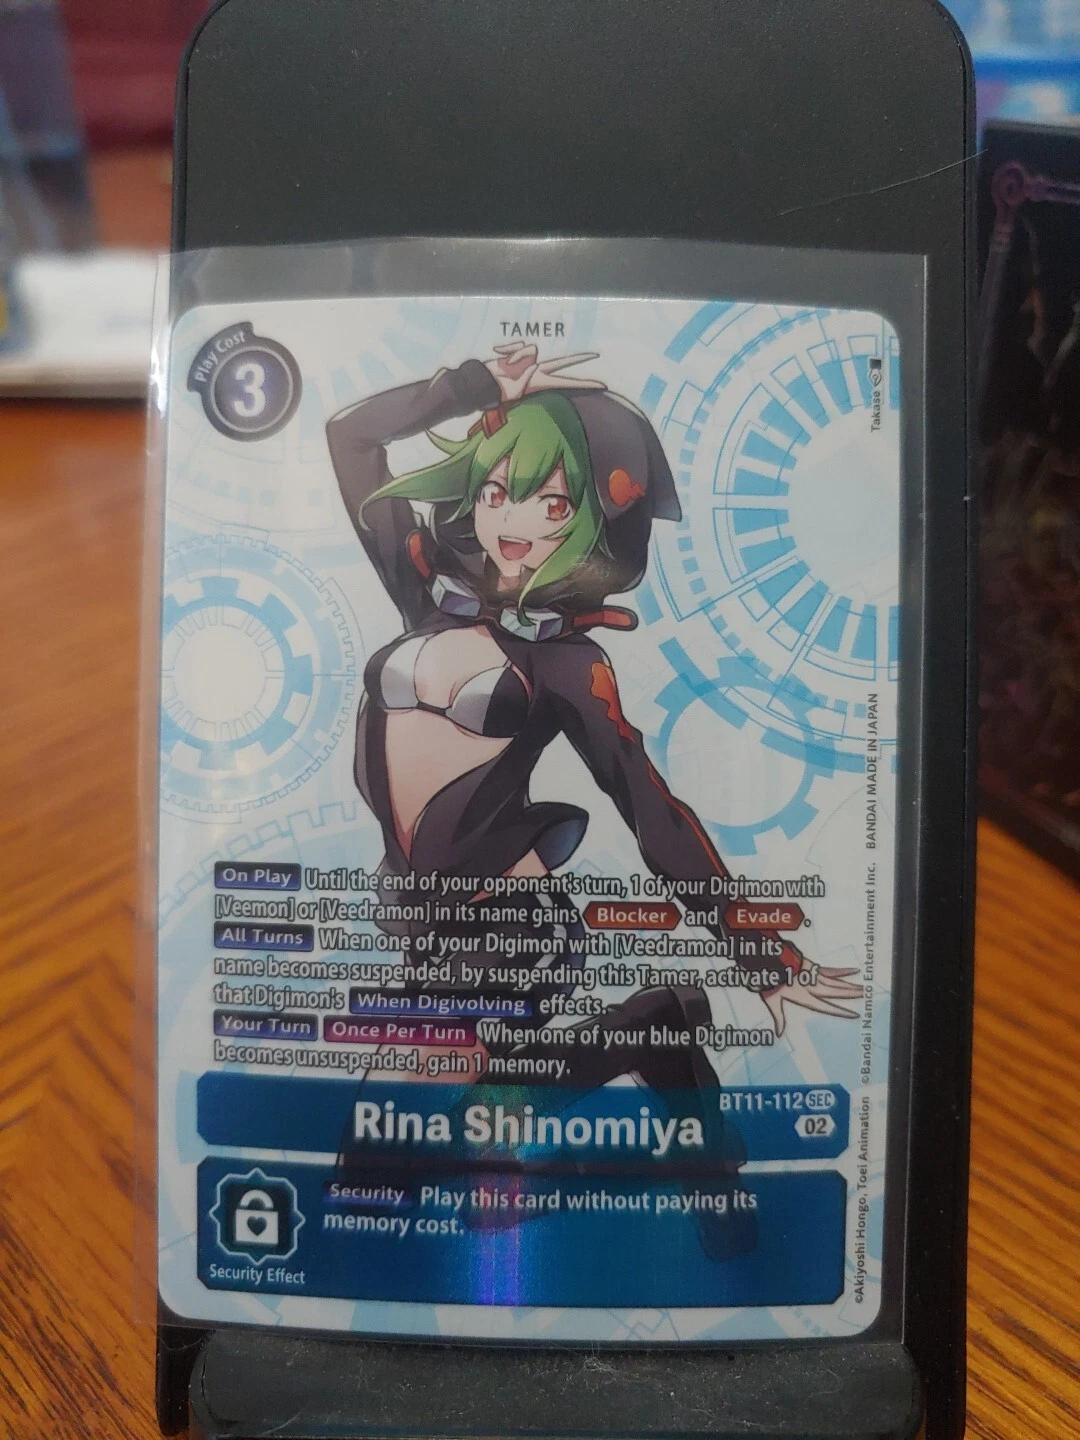 TAMER
Play Cost
3
Takase
On Play Until the end of your opponent's turn, 1 of your Digimon with
[Veemon] or [Veedramon] in its name gains Blocker and Evade.
All Turns When one of your Digimon with [Veedramon] in its
name becomes suspended, by suspending this Tamer, activate 1 of
that Digimon's When Digivolving effects.
Your Turn Once Per Turn When one of your blue Digimon
becomes unsuspended, gain 1 memory.
BT11-112 SEC
Rina Shinomiya
02
Security Play this card without paying its
memory cost.
Security Effect
©Akiyoshi Hongo, Toei Animation ©Bandai Namco Entertainment Inc. BANDAI MADE IN JAPAN